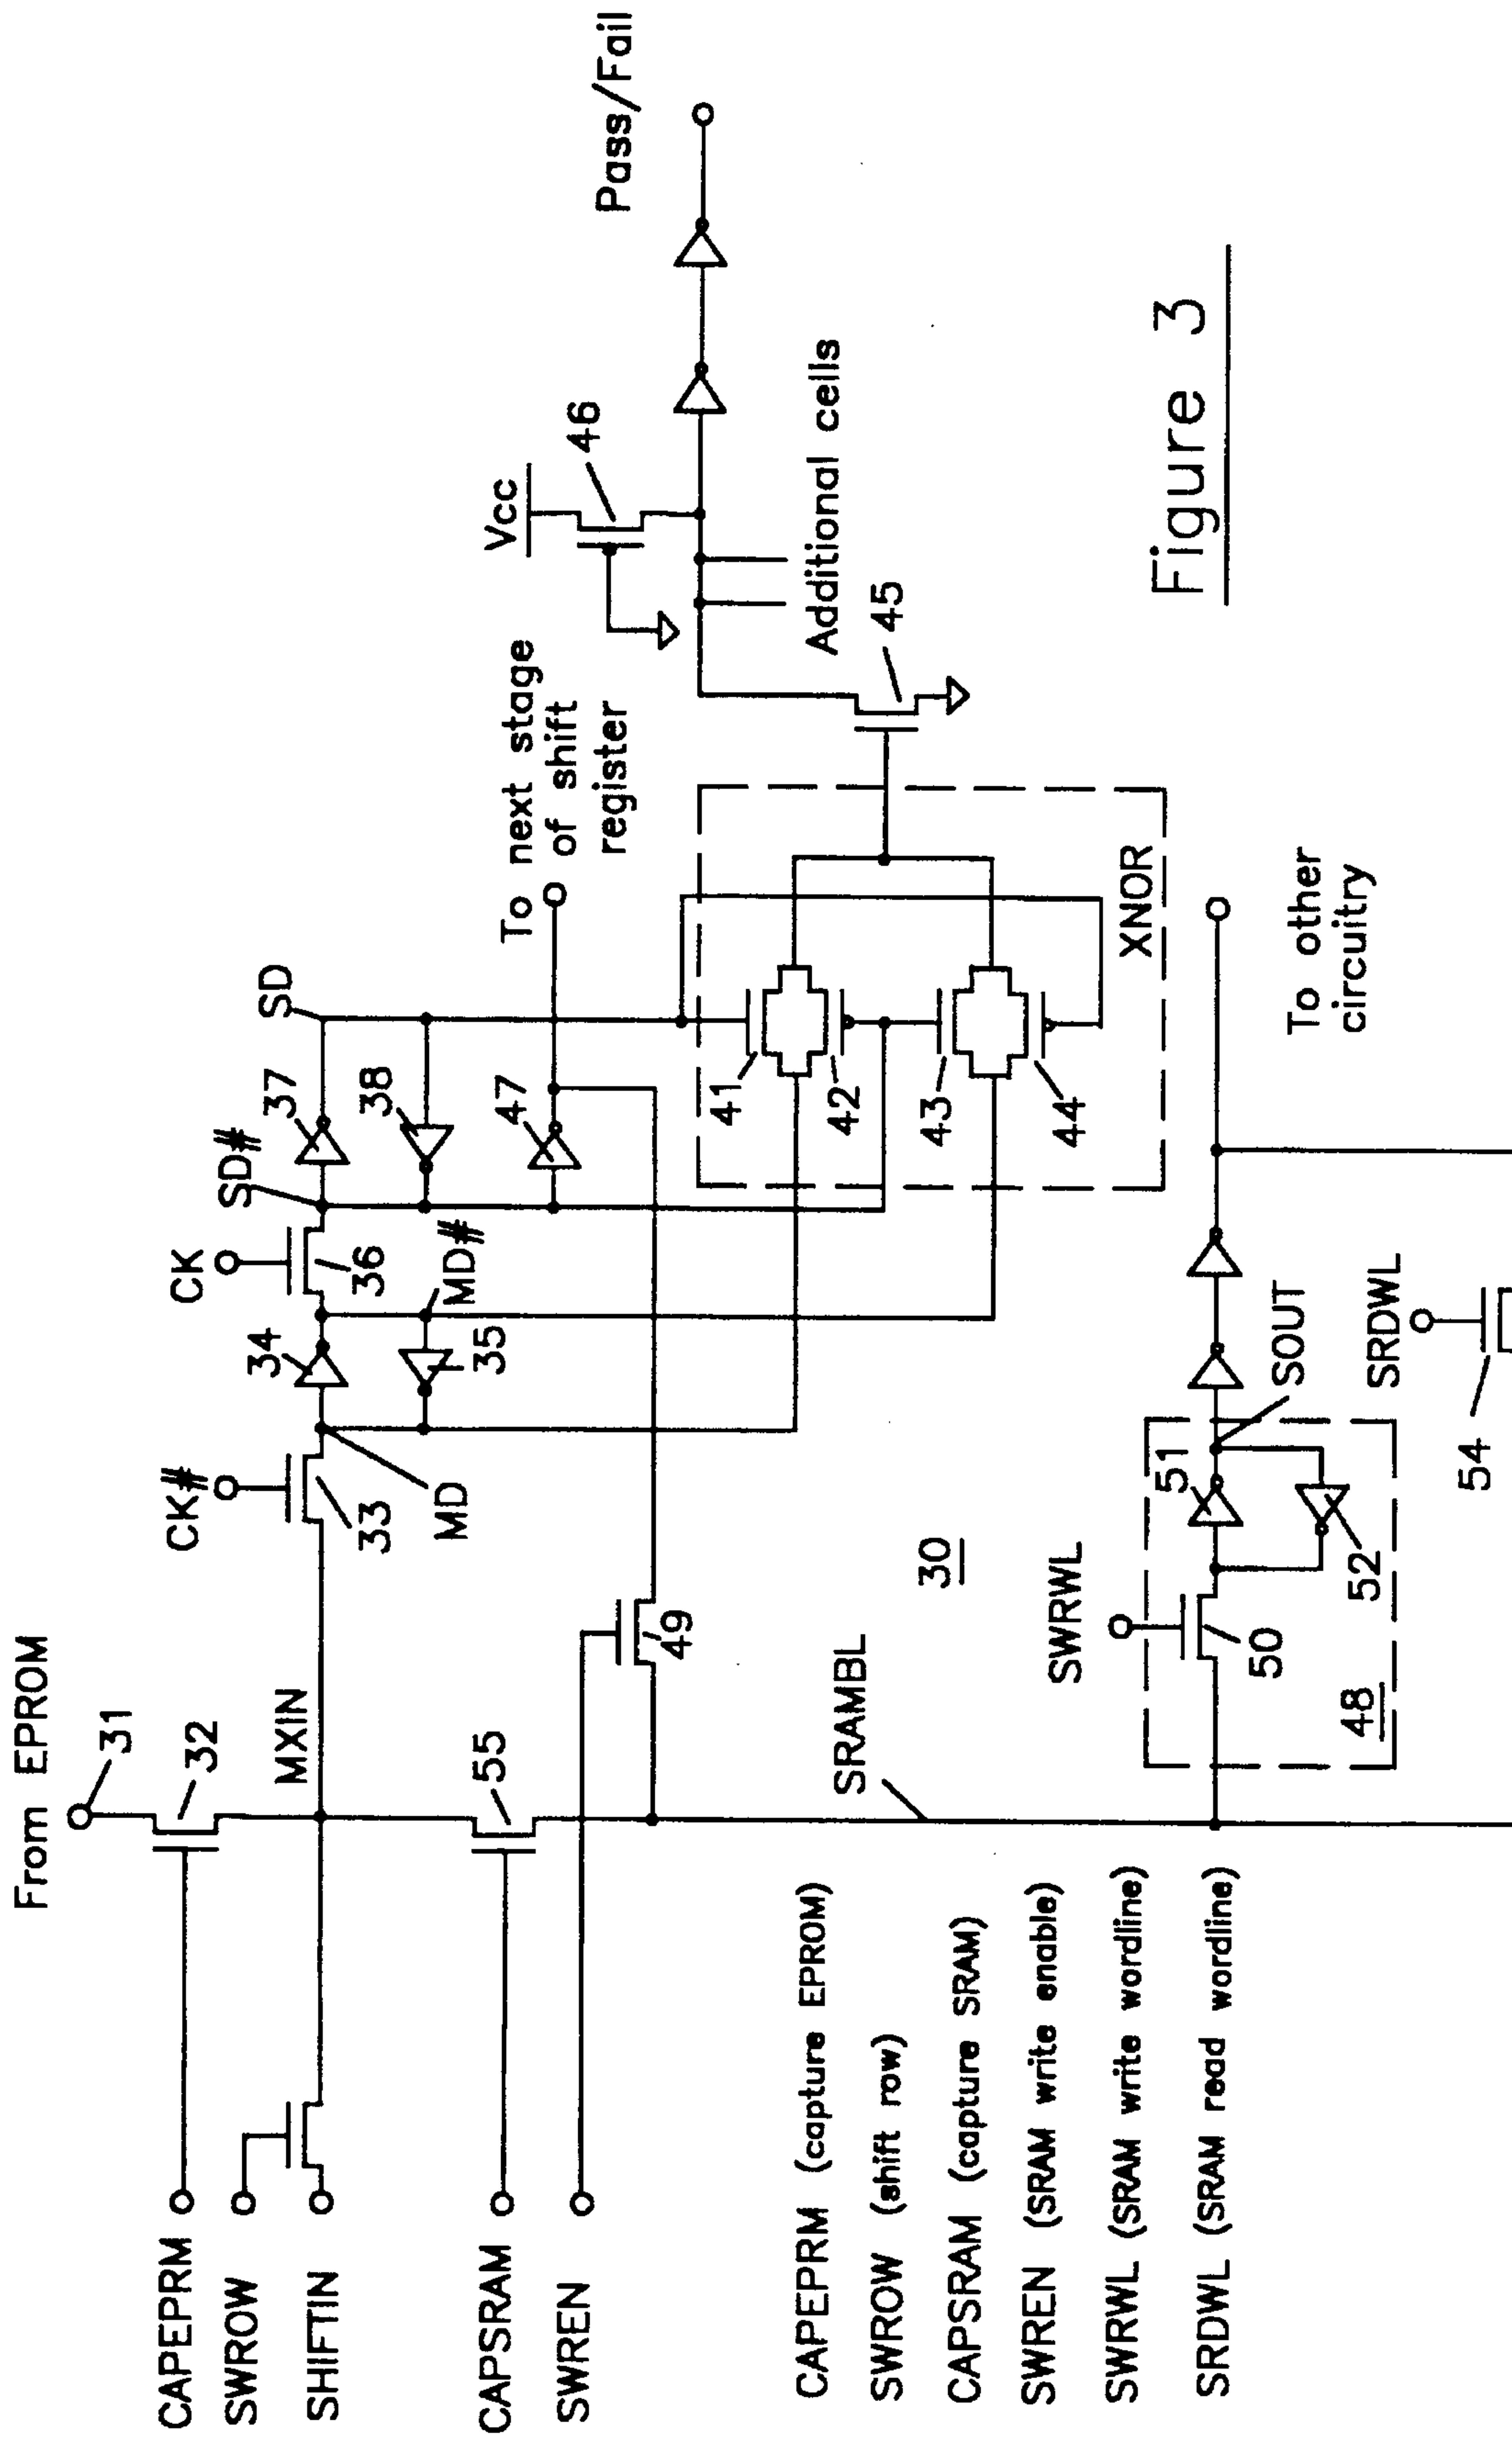 From EPROM
31
32
CAPEPRM
SWROW
SHIFTIN
MXIN
CK#
33
MD
34
35
MD#
CK
36
SD#
SD
37
38
47
To next stage
of shift
register
Vcc
46
Pass/Fail
Additional cells
45
CAPSRAM
SWREN
55
49
41
42
43
44
XNOR
SRAMBL
30
SWRWL
50
51
52
48
SOUT
To other
circuitry
SRDWL
54
CAPEPRM (capture EPROM)
SWROW (shift row)
CAPSRAM (capture SRAM)
SWREN (SRAM write enable)
SWRWL (SRAM write wordline)
SRDWL (SRAM read wordline)
Figure 3